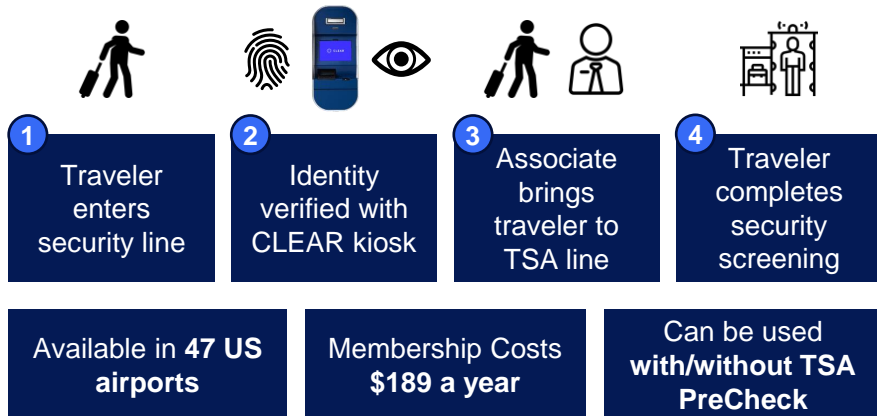 1
Traveler
enters
security line
2
CLEAR
Identity
verified with
CLEAR kiosk
3
Associate
brings
traveler to
TSA line
4
Traveler
completes
security
screening
Available in 47 US
airports
Membership Costs
$189 a year
Can be used
with/without TSA
PreCheck